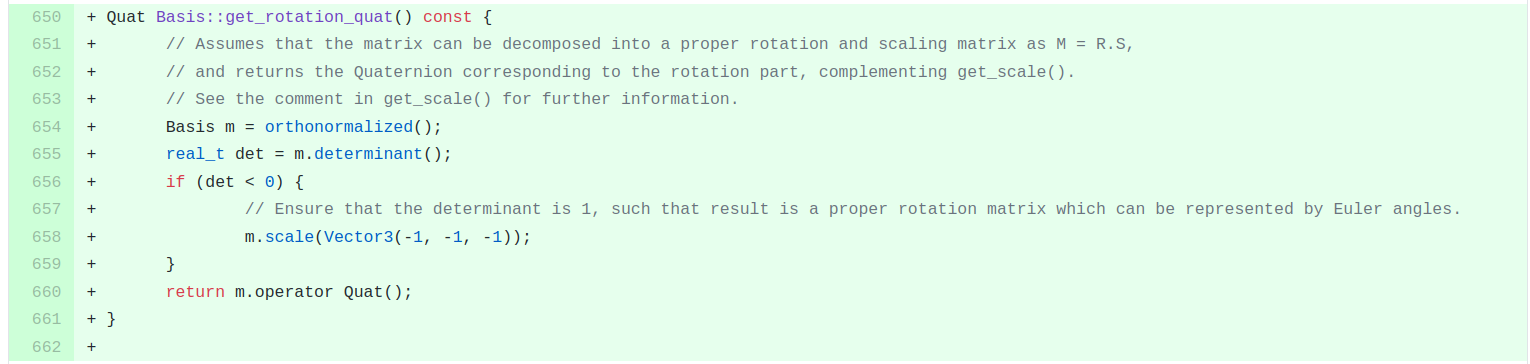 650 + Quat Basis::get_rotation_quat() const {
651 + // Assumes that the matrix can be decomposed into a proper rotation and scaling matrix as M = R.S,
652 + // and returns the Quaternion corresponding to the rotation part, complementing get_scale().
653 + // See the comment in get_scale() for further information.
654 + Basis m = orthonormalized();
655 + real_t det = m.determinant();
656 + if (det < 0) {
657 + // Ensure that the determinant is 1, such that result is a proper rotation matrix which can be represented by Euler angles.
658 + m.scale(Vector3(-1, -1, -1));
659 + }
660 + return m.operator Quat();
661 + }
662 +